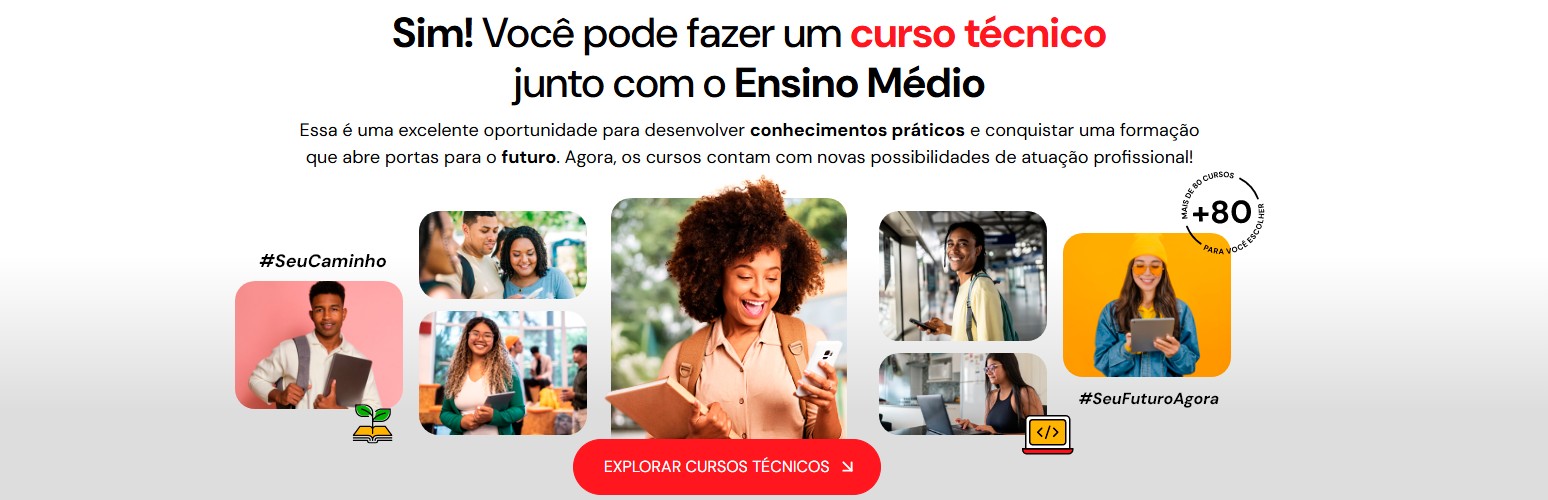 Sim! Você pode fazer um curso técnico
junto com o Ensino Médio
Essa é uma excelente oportunidade para desenvolver conhecimentos práticos e conquistar uma formação
que abre portas para o futuro. Agora, os cursos contam com novas possibilidades de atuação profissional!
MAIS DE 80 CURSOS
+80
PARA VOCÊ ESCOLHER
#SeuCaminho
</>
#SeuFuturoAgora
EXPLORAR CURSOS TÉCNICOS